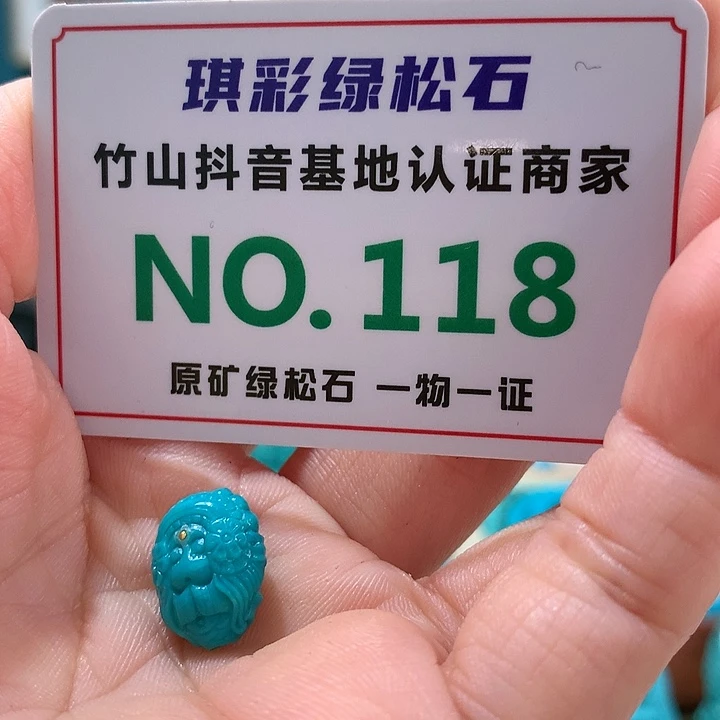 琪彩绿松石
竹山抖音基地认证商家
NO.118
原矿绿松石 一物一证